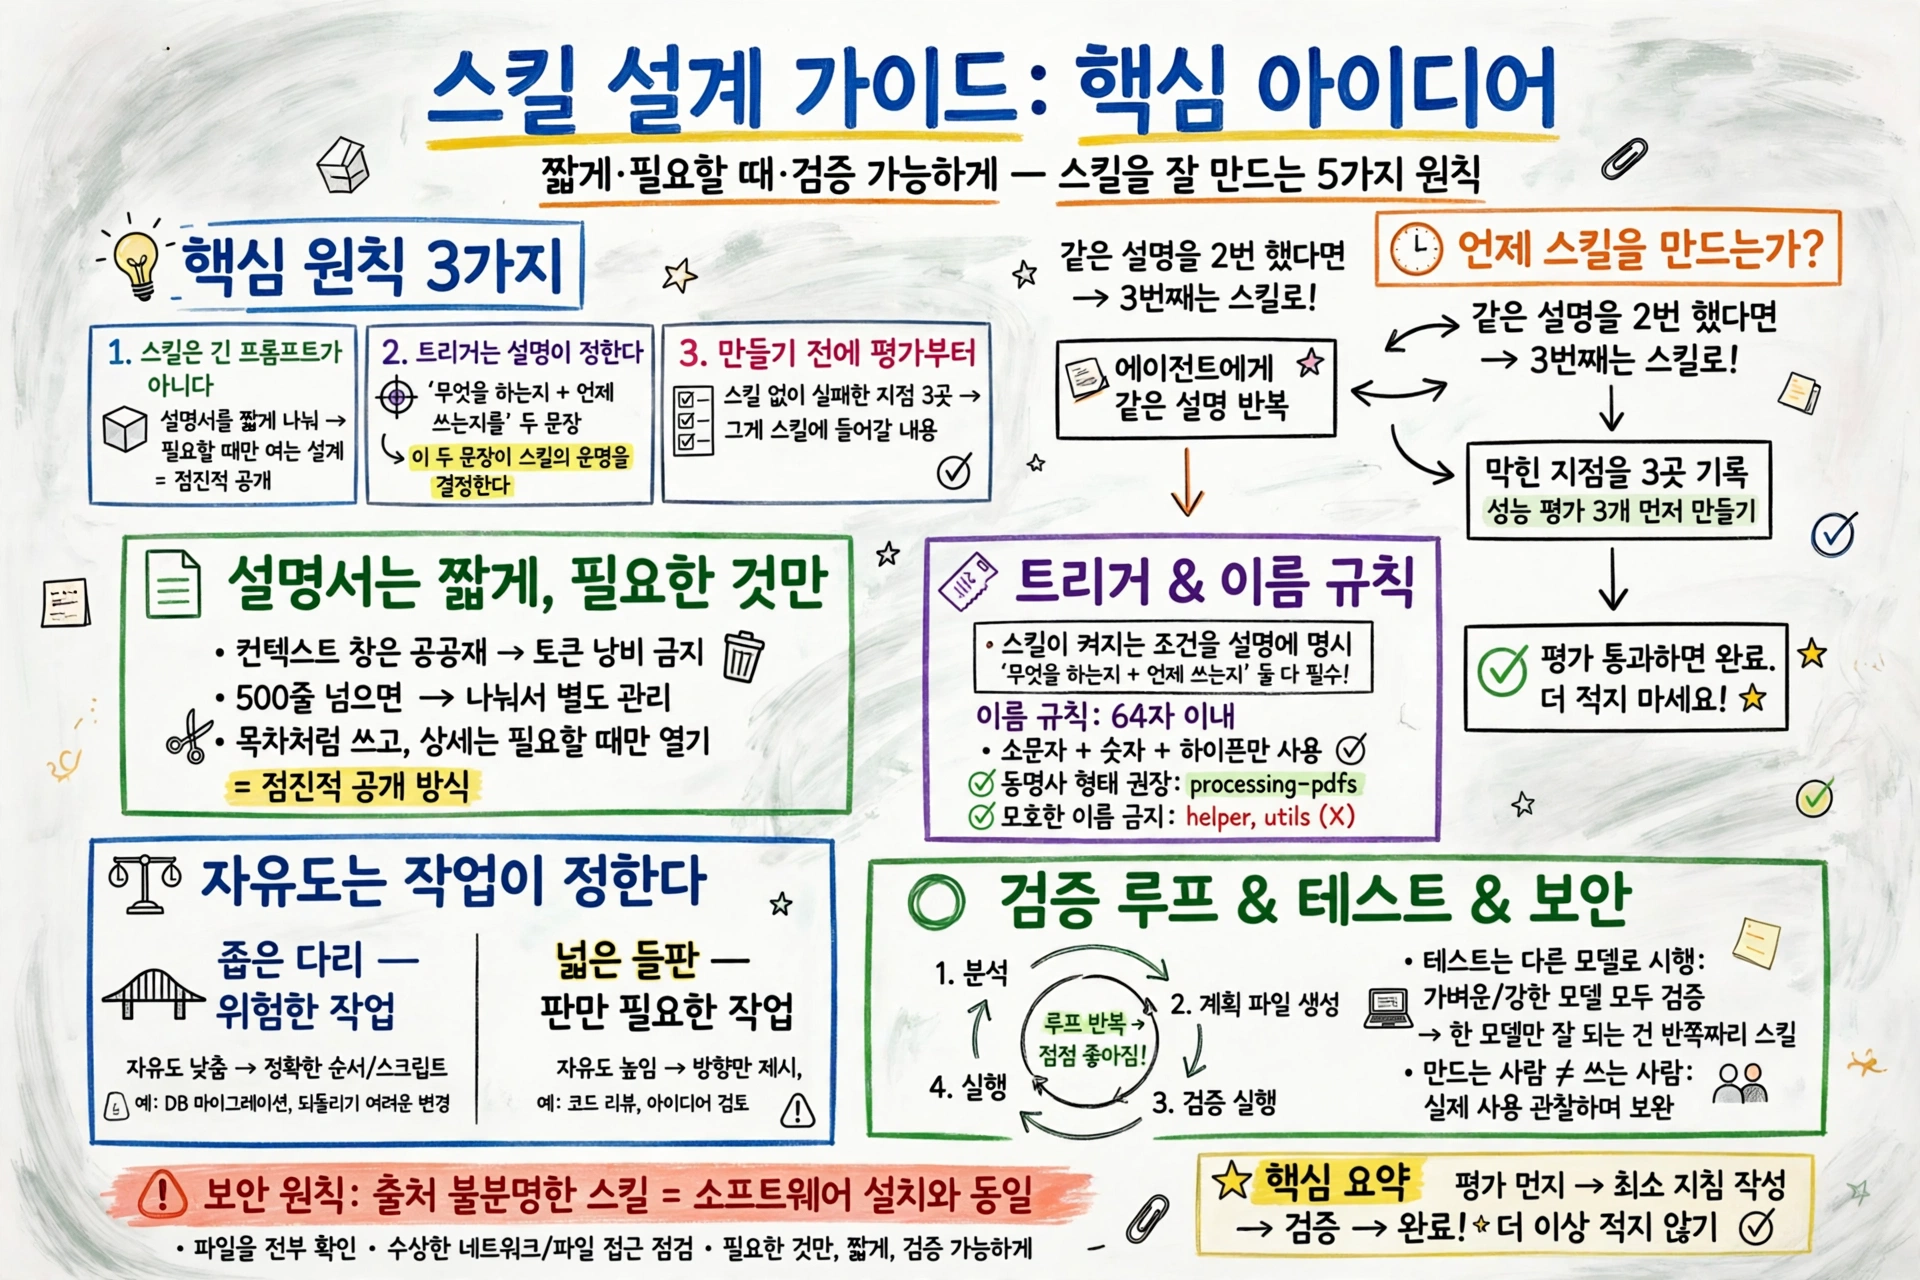 스킬 설계 가이드: 핵심 아이디어
짧게·필요할 때·검증 가능하게 — 스킬을 잘 만드는 5가지 원칙
핵심 원칙 3가지
1. 스킬은 긴 프롬프트가
아니다
설명서를 짧게 나눠 →
필요할 때만 여는 설계
= 점진적 공개
2. 트리거는 설명이 정한다
‘무엇을 하는지 + 언제
쓰는지를’ 두 문장
이 두 문장이 스킬의 운명을
결정한다
3. 만들기 전에 평가부터
스킬 없이 실패한 지점 3곳 →
그게 스킬에 들어갈 내용
같은 설명을 2번 했다면
→ 3번째는 스킬로!
에이전트에게
같은 설명 반복
언제 스킬을 만드는가?
같은 설명을 2번 했다면
→ 3번째는 스킬로!
막힌 지점을 3곳 기록
성능 평가 3개 먼저 만들기
평가 통과하면 완료.
더 적지 마세요!
설명서는 짧게, 필요한 것만
• 컨텍스트 창은 공공재 → 토큰 낭비 금지
• 500줄 넘으면 → 나눠서 별도 관리
• 목차처럼 쓰고, 상세는 필요할 때만 열기
= 점진적 공개 방식
트리거 & 이름 규칙
• 스킬이 켜지는 조건을 설명에 명시
‘무엇을 하는지 + 언제 쓰는지’ 둘 다 필수!
이름 규칙: 64자 이내
• 소문자 + 숫자 + 하이픈만 사용
동명사 형태 권장: processing-pdfs
모호한 이름 금지: helper, utils (X)
자유도는 작업이 정한다
좁은 다리 —
위험한 작업
자유도 낮춤 → 정확한 순서/스크립트
예: DB 마이그레이션, 되돌리기 어려운 변경
넓은 들판 —
판만 필요한 작업
자유도 높임 → 방향만 제시,
예: 코드 리뷰, 아이디어 검토
검증 루프 & 테스트 & 보안
1. 분석
2. 계획 파일 생성
3. 검증 실행
4. 실행
루프 반복 →
점점 좋아짐!
• 테스트는 다른 모델로 시행:
가벼운/강한 모델 모두 검증
→ 한 모델만 잘 되는 건 반쪽짜리 스킬
• 만드는 사람 ≠ 쓰는 사람:
실제 사용 관찰하며 보완
보안 원칙: 출처 불분명한 스킬 = 소프트웨어 설치와 동일
• 파일을 전부 확인 • 수상한 네트워크/파일 접근 점검 • 필요한 것만, 짧게, 검증 가능하게
핵심 요약 평가 먼지 → 최소 지침 작성
→ 검증 → 완료! 더 이상 적지 않기